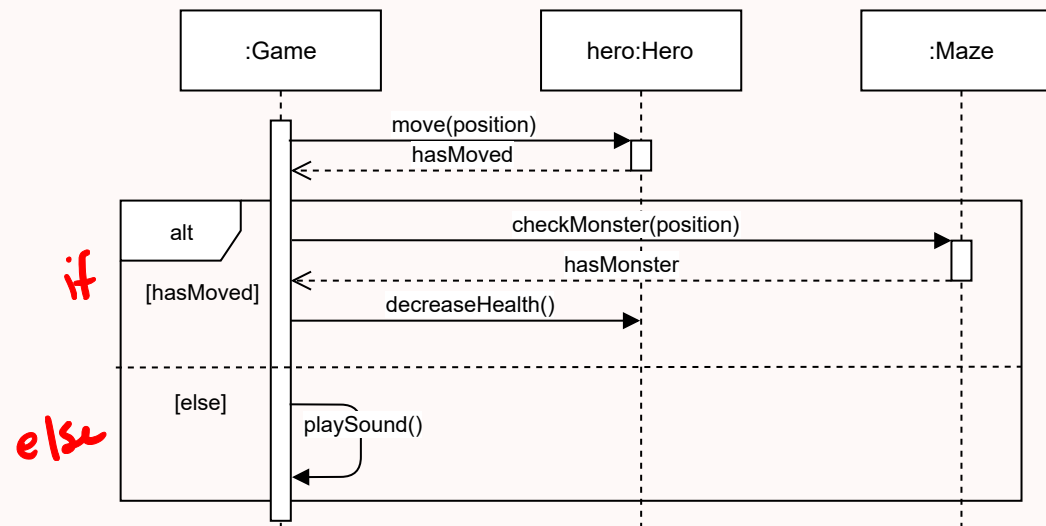 :Game
hero:Hero
:Maze
move(position)
hasMoved
alt
checkMonster(position)
hasMonster
if
[hasMoved]
decreaseHealth()
[else]
playSound()
else